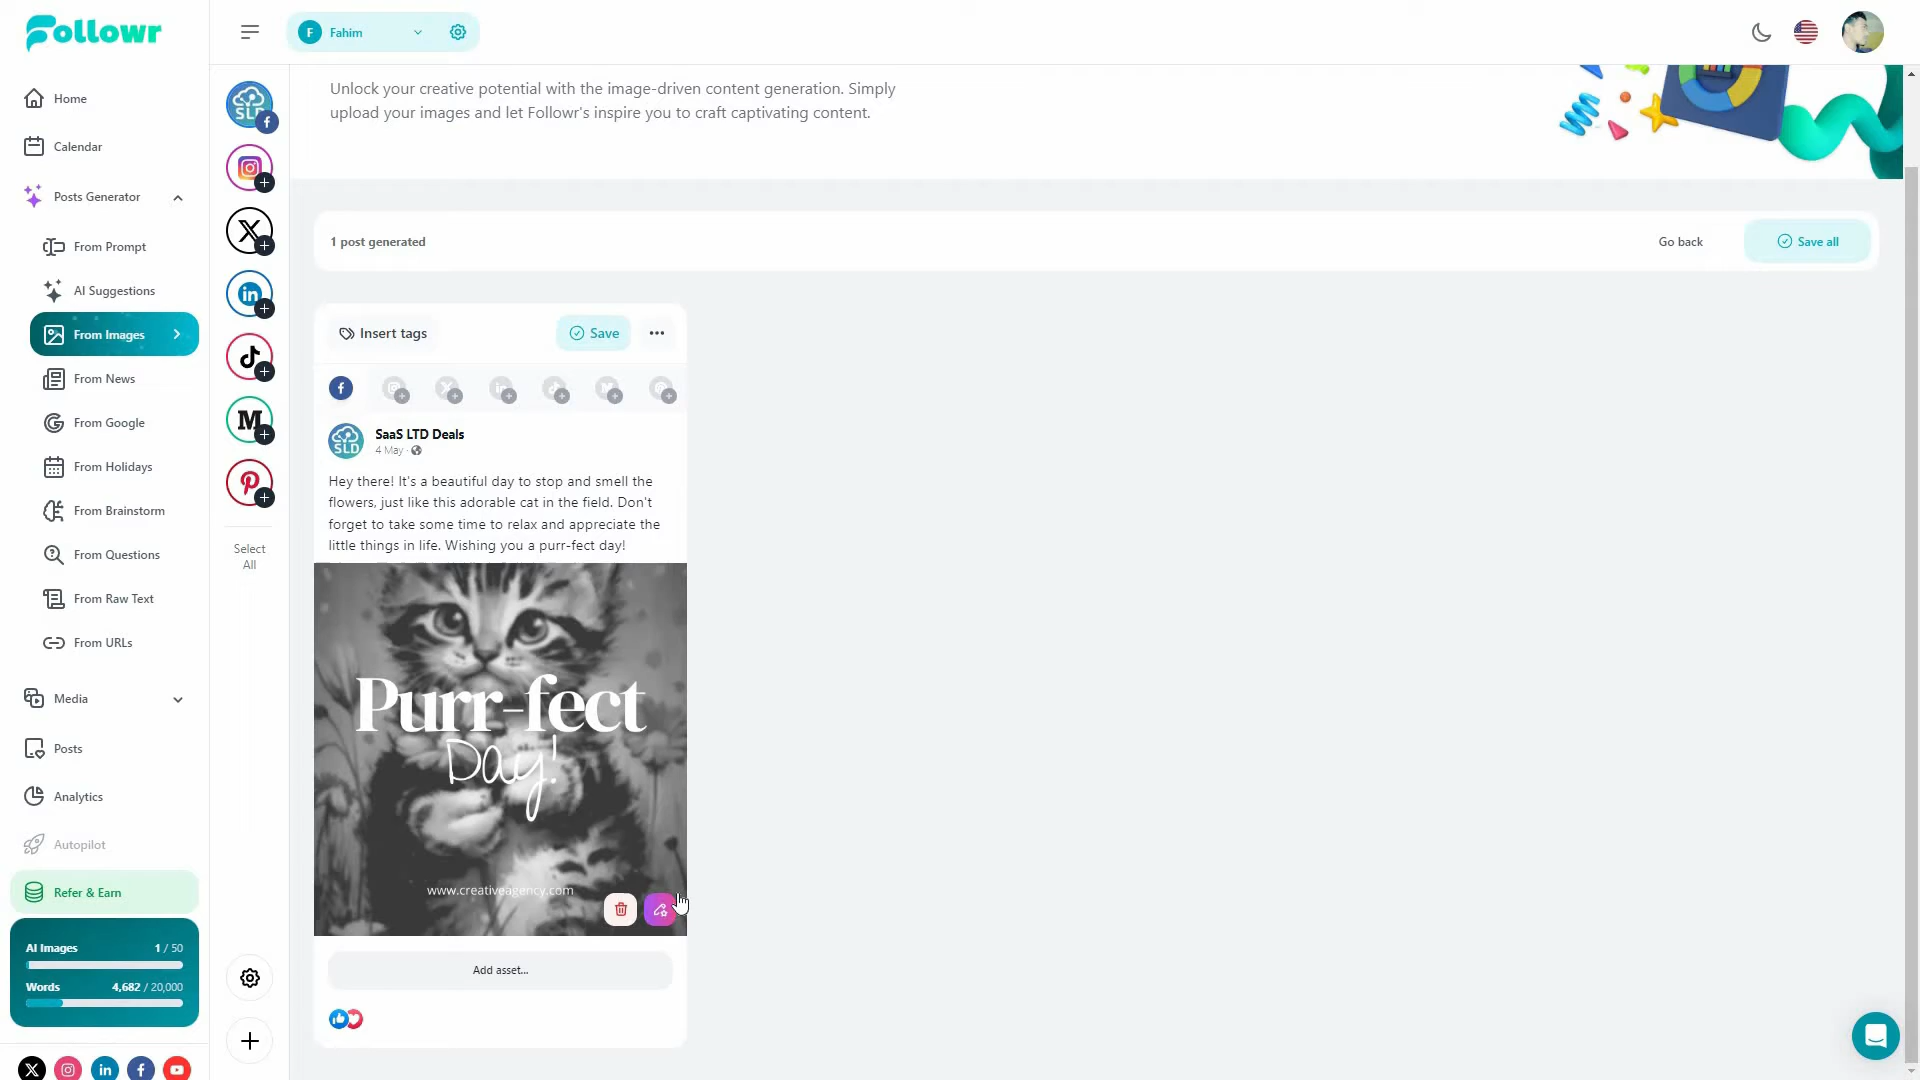 Followr
F Fahim
Home
Calendar
Posts Generator
From Prompt
AI Suggestions
From Images
From News
From Google
From Holidays
From Brainstorm
From Questions
From Raw Text
From URLs
Media
Posts
Analytics
Autopilot
Refer & Earn
AI Images 1 / 50
Words 4,682 / 20,000
SLD
Select
All
Unlock your creative potential with the image-driven content generation. Simply
upload your images and let Followr's inspire you to craft captivating content.
1 post generated
Go back
Save all
Insert tags
Save
SLD
SaaS LTD Deals
4 May ·
Hey there! It's a beautiful day to stop and smell the
flowers, just like this adorable cat in the field. Don't
forget to take some time to relax and appreciate the
little things in life. Wishing you a purr-fect day!
Purr-fect
Day!
www.creativeagency.com
Add asset...